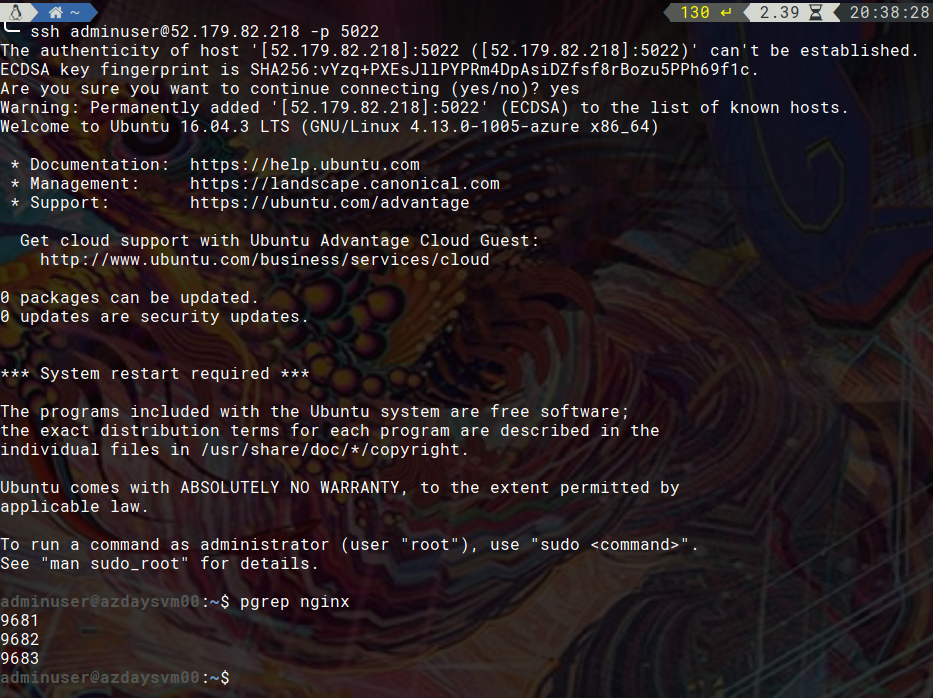 ~ 130 ↵ 2.39 20:38:28
ssh adminuser@52.179.82.218 -p 5022
The authenticity of host '[52.179.82.218]:5022 ([52.179.82.218]:5022)' can't be established.
ECDSA key fingerprint is SHA256:vYzq+PXEsJllPYPRm4DpAsiDZfsf8rBozu5PPh69f1c.
Are you sure you want to continue connecting (yes/no)? yes
Warning: Permanently added '[52.179.82.218]:5022' (ECDSA) to the list of known hosts.
Welcome to Ubuntu 16.04.3 LTS (GNU/Linux 4.13.0-1005-azure x86_64)
* Documentation:  https://help.ubuntu.com
* Management:     https://landscape.canonical.com
* Support:        https://ubuntu.com/advantage
Get cloud support with Ubuntu Advantage Cloud Guest:
http://www.ubuntu.com/business/services/cloud
0 packages can be updated.
0 updates are security updates.
*** System restart required ***
The programs included with the Ubuntu system are free software;
the exact distribution terms for each program are described in the
individual files in /usr/share/doc/*/copyright.
Ubuntu comes with ABSOLUTELY NO WARRANTY, to the extent permitted by
applicable law.
To run a command as administrator (user "root"), use "sudo <command>".
See "man sudo_root" for details.
adminuser@azdaysvm00:~$ pgrep nginx
9681
9682
9683
adminuser@azdaysvm00:~$